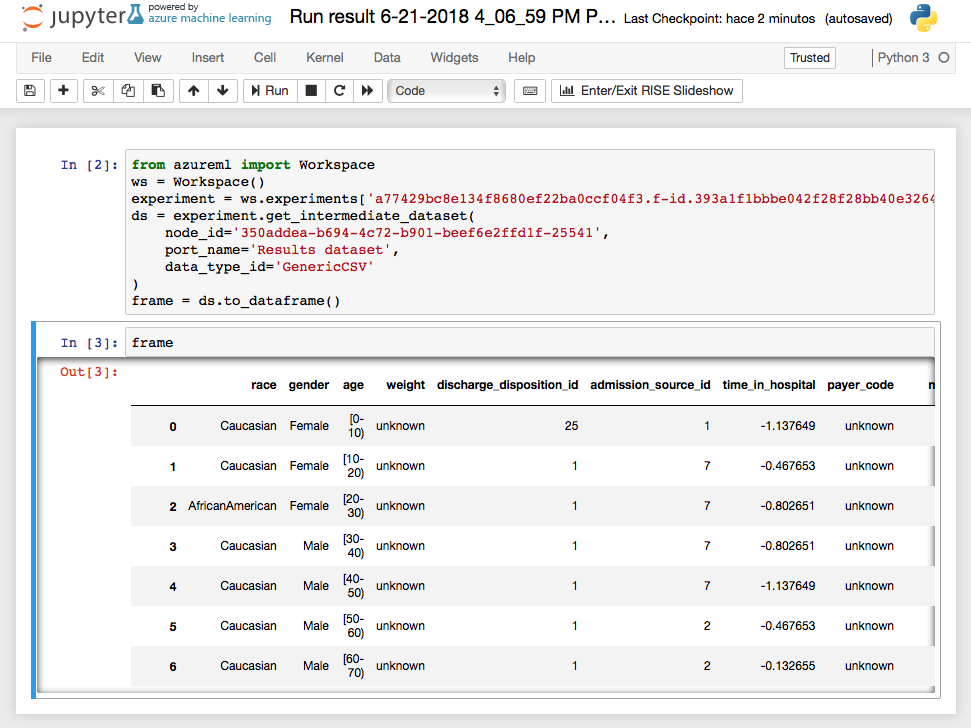 jupyter powered by azure machine learning Run result 6-21-2018 4_06_59 PM P... Last Checkpoint: hace 2 minutos (autosaved)
File Edit View Insert Cell Kernel Data Widgets Help Trusted Python 3
Run Code Enter/Exit RISE Slideshow
In [2]: from azureml import Workspace
ws = Workspace()
experiment = ws.experiments['a77429bc8e134f8680ef22ba0ccf04f3.f-id.393a1f1bbbe042f28f28bb40e3264
ds = experiment.get_intermediate_dataset(
    node_id='350addea-b694-4c72-b901-beef6e2ffd1f-25541',
    port_name='Results dataset',
    data_type_id='GenericCSV'
)
frame = ds.to_dataframe()
In [3]: frame
Out[3]:
race gender age weight discharge_disposition_id admission_source_id time_in_hospital payer_code
0 Caucasian Female [0-10) unknown 25 1 -1.137649 unknown
1 Caucasian Female [10-20) unknown 1 7 -0.467653 unknown
2 AfricanAmerican Female [20-30) unknown 1 7 -0.802651 unknown
3 Caucasian Male [30-40) unknown 1 7 -0.802651 unknown
4 Caucasian Male [40-50) unknown 1 7 -1.137649 unknown
5 Caucasian Male [50-60) unknown 1 2 -0.467653 unknown
6 Caucasian Male [60-70) unknown 1 2 -0.132655 unknown